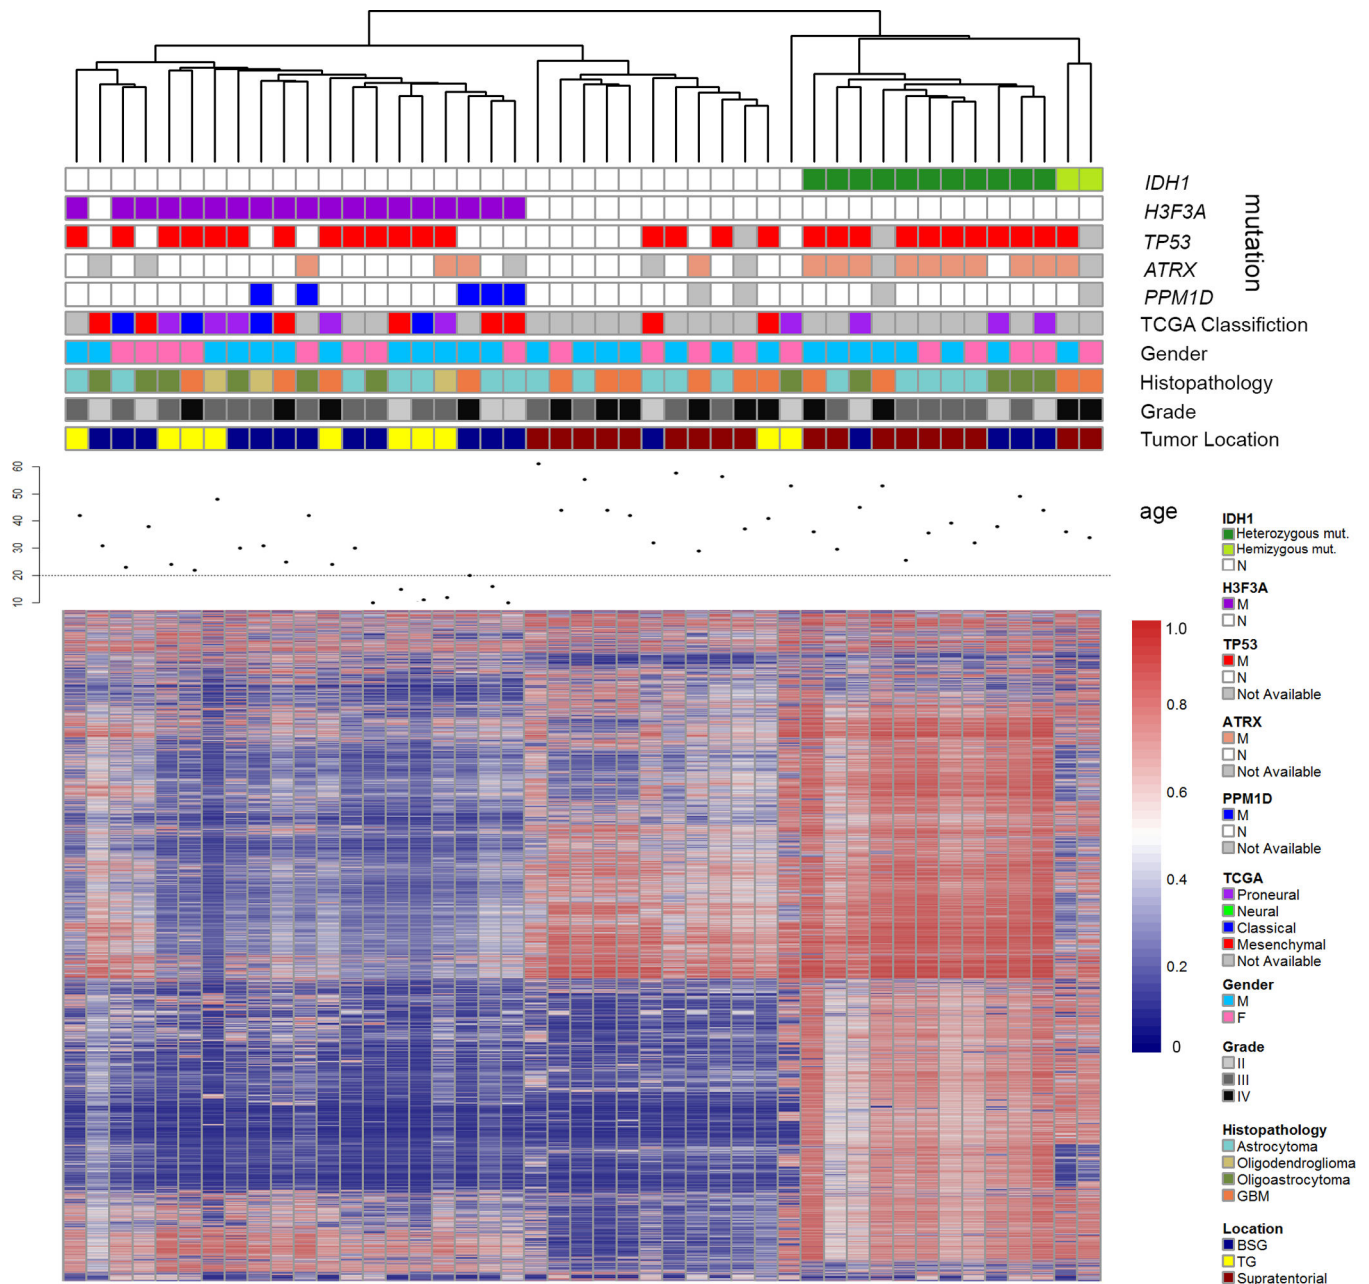 IDH1
H3F3A
TP53
ATRX
PPM1D
mutation
TCGA Classifiction
Gender
Histopathology
Grade
Tumor Location
60
50
40
30
20
10
age
1.0
0.8
0.6
0.4
0.2
0
IDH1
Heterozygous mut.
Hemizygous mut.
N
H3F3A
M
N
TP53
M
N
Not Available
ATRX
M
N
Not Available
PPM1D
M
N
Not Available
TCGA
Proneural
Neural
Classical
Mesenchymal
Not Available
Gender
M
F
Grade
II
III
IV
Histopathology
Astrocytoma
Oligodendroglioma
Oligoastrocytoma
GBM
Location
BSG
TG
Supratentorial